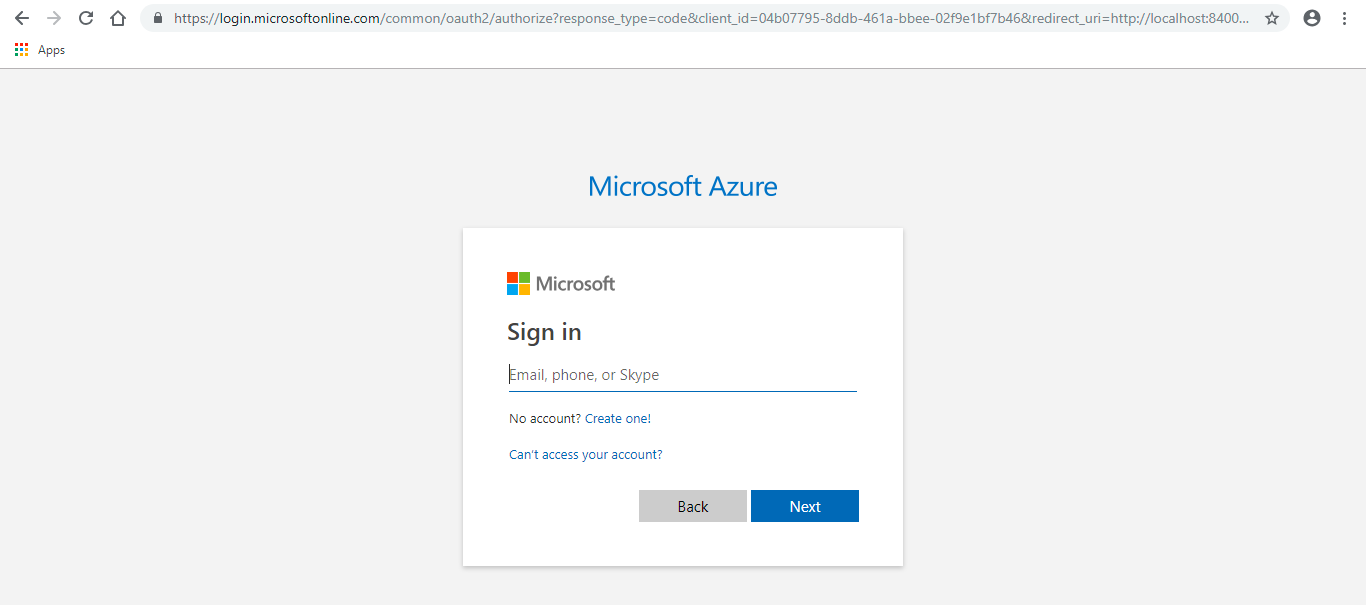 https://login.microsoftonline.com/common/oauth2/authorize?response_type=code&client_id=04b07795-8ddb-461a-bbee-02f9e1bf7b46&redirect_uri=http://localhost:8400...
Apps
Microsoft Azure
Microsoft
Sign in
Email, phone, or Skype
No account? Create one!
Can't access your account?
Back Next